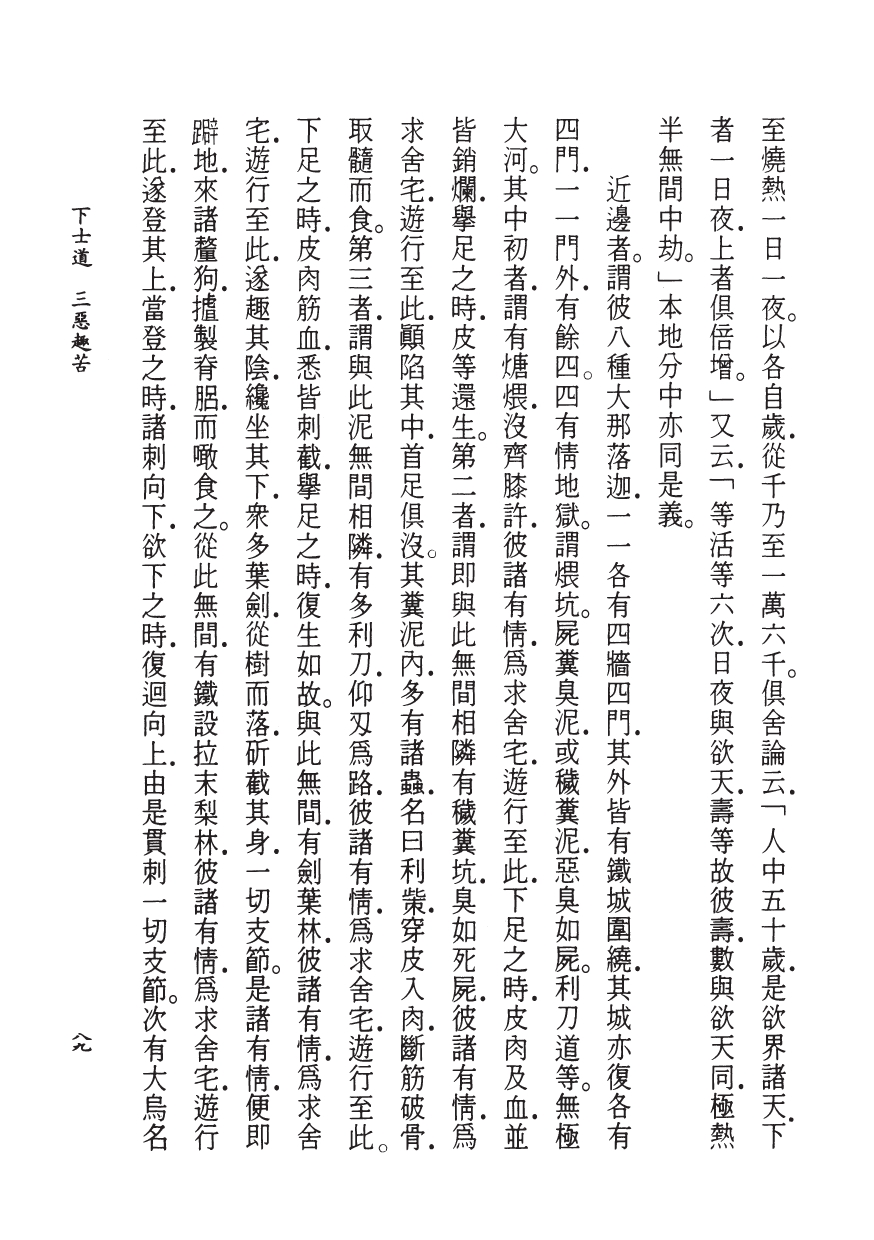 至燒熱一日一夜。以各自歲．從千乃至一萬六千。俱舍論云．「人中五十歲．是欲界諸天．下
者一日夜．上者俱倍增。」又云．「等活等六次．日夜與欲天．壽等故彼壽．數與欲天同．極熱
半無間中劫。」本地分中亦同是義。
近邊者。謂彼八種大那落迦．一一各有四牆四門．其外皆有鐵城圍繞．其城亦復各有
四門．一一門外．有餘四。四有情地獄。謂煨坑。屍糞臭泥．或穢糞泥．惡臭如屍。利刀道等。無極
大河。其中初者．謂有煻煨．沒齊膝許．彼諸有情．爲求舍宅．遊行至此．下足之時．皮肉及血．並
皆銷爛．擧足之時．皮等還生。第二者．謂即與此無間相隣．有穢糞坑．臭如死屍．彼諸有情．爲
求舍宅．遊行至此．顚陷其中．首足俱沒。其糞泥內．多有諸蟲．名曰利㭰．穿皮入肉．斷筋破骨．
取髓而食。第三者．謂與此泥無間相隣．有多利刀．仰刄爲路．彼諸有情．爲求舍宅．遊行至此。
下足之時．皮肉筋血．悉皆刺截．擧足之時．復生如故。與此無間．有劍葉林．彼諸有情．爲求舍
宅．遊行至此．遂趣其陰．纔坐其下．衆多葉劍．從樹而落．斫截其身．一切支節。是諸有情．便即
躃地．來諸釐狗．摣製脊䏢．而噉食之。從此無間．有鐵設拉末梨林．彼諸有情．爲求舍宅．遊行
至此．遂登其上．當登之時．諸刺向下．欲下之時．復迴向上．由是貫刺一切支節。次有大烏名
下士道　三惡趣苦
八九